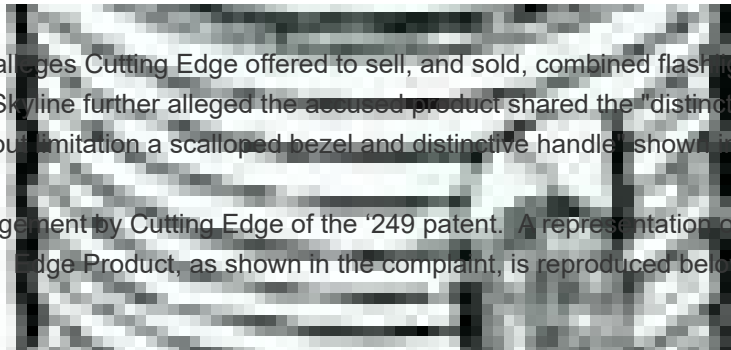 alleges Cutting Edge offered to sell, and sold, combined flash
Skyline further alleged the accused product shared the "distinct
out limitation a scalloped bezel and distinctive handle" shown in
gement by Cutting Edge of the ‘249 patent. A representation o
Edge Product, as shown in the complaint, is reproduced belo